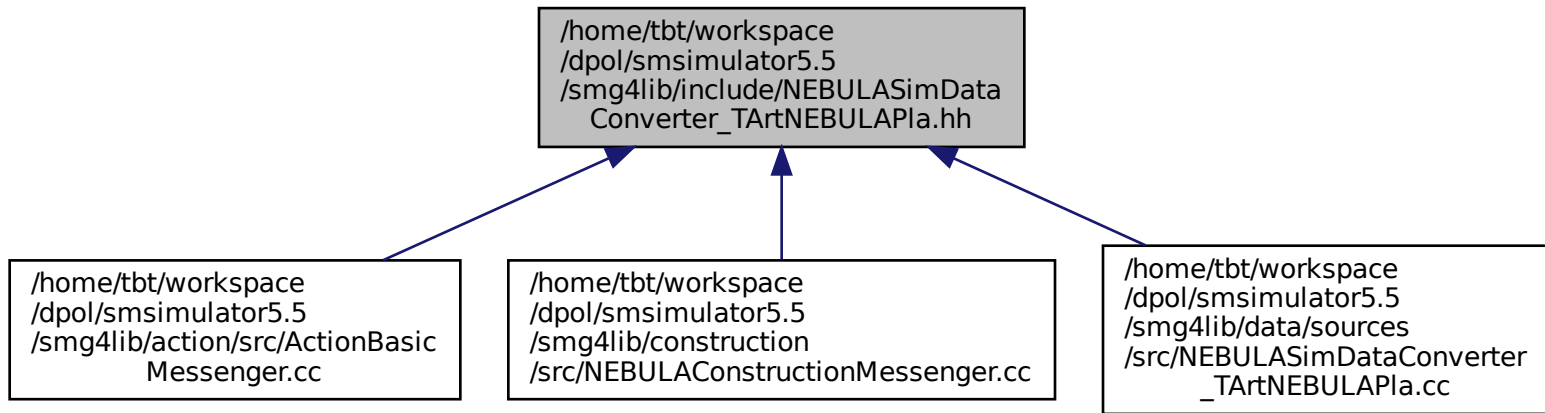 /home/tbt/workspace
/dpol/smsimulator5.5
/smg4lib/include/NEBULASimData
Converter_TArtNEBULAPla.hh
/home/tbt/workspace
/dpol/smsimulator5.5
/smg4lib/action/src/ActionBasic
Messenger.cc
/home/tbt/workspace
/dpol/smsimulator5.5
/smg4lib/construction
/src/NEBULAConstructionMessenger.cc
/home/tbt/workspace
/dpol/smsimulator5.5
/smg4lib/data/sources
/src/NEBULASimDataConverter
_TArtNEBULAPla.cc